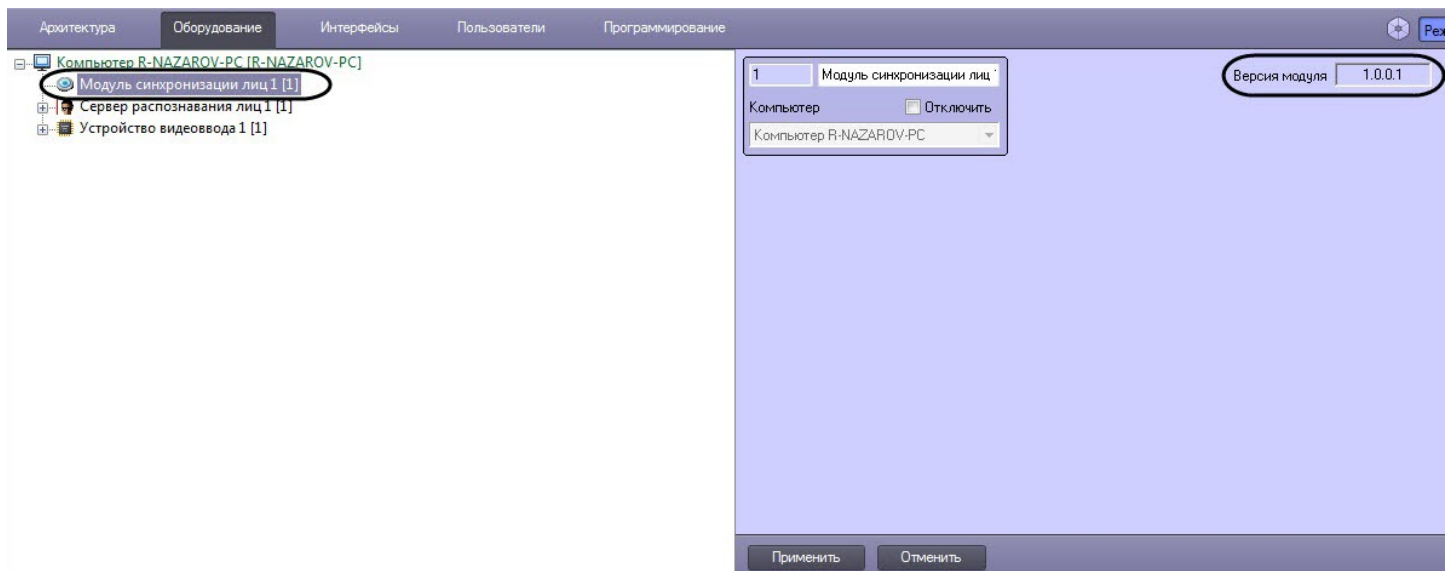 Архитектура Оборудование Интерфейсы Пользователи Программирование
Компьютер R-NAZAROV-PC [R-NAZAROV-PC]
Модуль синхронизации лиц 1 [1]
Сервер распознавания лиц 1 [1]
Устройство видеоввода 1 [1]
1 Модуль синхронизации лиц
Компьютер Отключить
Компьютер R-NAZAROV-PC
Версия модуля 1.0.0.1
Применить Отменить